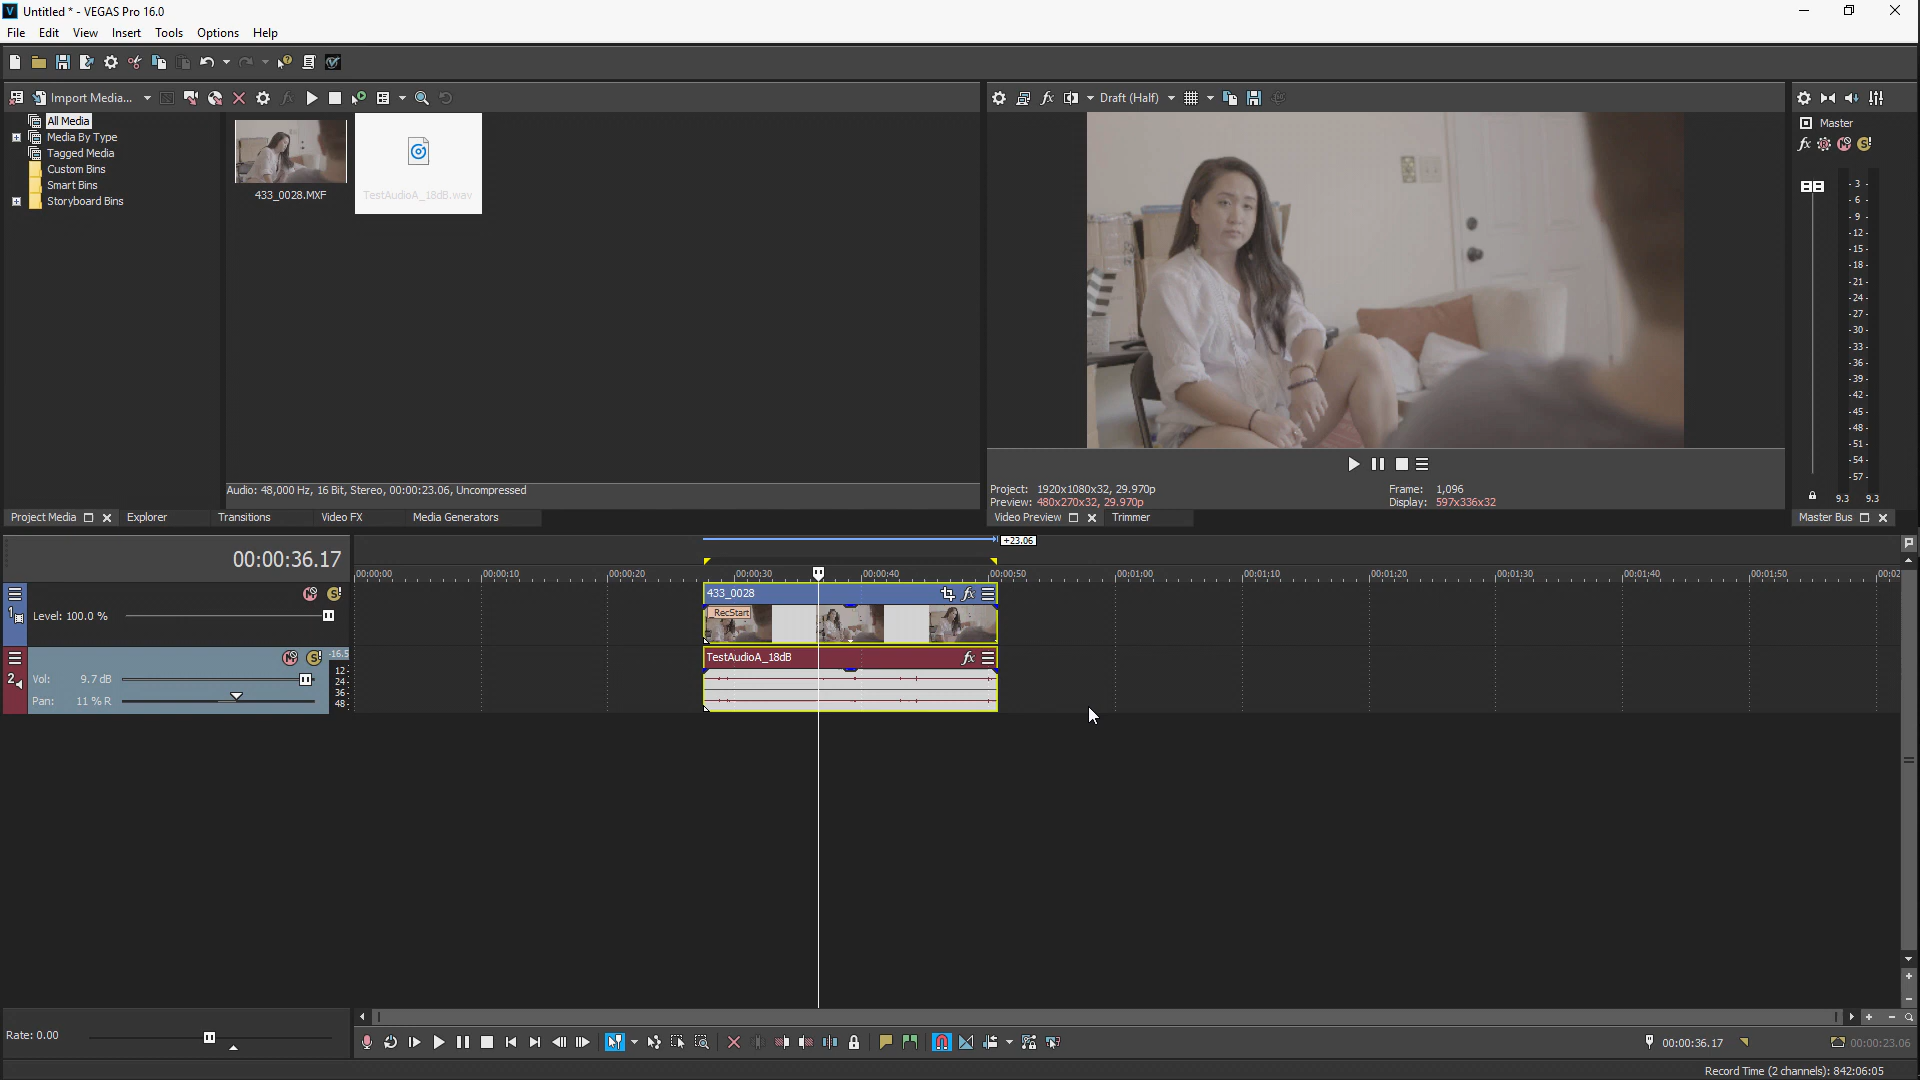 Untitled * - VEGAS Pro 16.0
File Edit View Insert Tools Options Help
Import Media...
All Media
Media By Type
Tagged Media
Custom Bins
Smart Bins
Storyboard Bins
433_0028.MXF
TestAudioA_18dB.wav
Audio: 48,000 Hz, 16 Bit, Stereo, 00:00:23.06, Uncompressed
Project Media Explorer Transitions Video FX Media Generators
Draft (Half)
Project: 1920x1080x32, 29.970p
Preview: 480x270x32, 29.970p
Frame: 1,096
Display: 597x336x32
Video Preview Trimmer
Master
-3-
-6-
-9-
-12-
-15-
-18-
-21-
-24-
-27-
-30-
-33-
-36-
-39-
-42-
-45-
-48-
-51-
-54-
-57-
9.3 9.3
Master Bus
00:00:36.17
+23.06
00:00:00 00:00:10 00:00:20 00:00:30 00:00:40 00:00:50 00:01:00 00:01:10 00:01:20 00:01:30 00:01:40 00:01:50 00:02
1
Level: 100.0 %
433_0028
RecStart
2
Vol: 9.7 dB
Pan: 11 % R
-16.5
12-
24-
36-
48-
TestAudioA_18dB
Rate: 0.00
00:00:36.17
00:00:23.06
Record Time (2 channels): 842:06:05